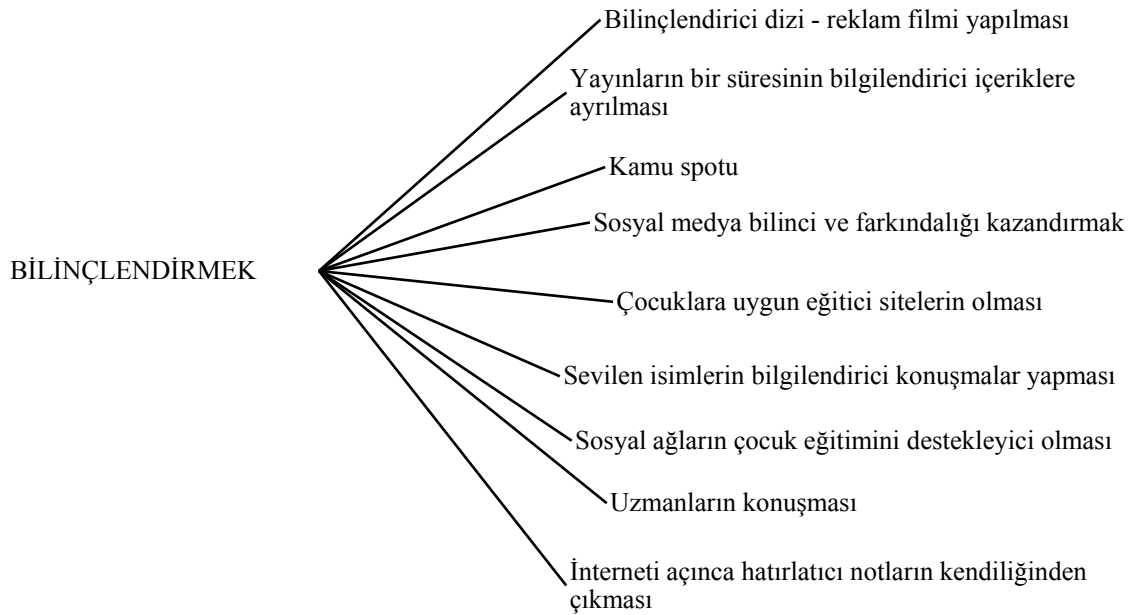 Bilinçlendirici dizi - reklam filmi yapılması
Yayınların bir süresinin bilgilendirici içeriklere
ayrılması
Kamu spotu
Sosyal medya bilinci ve farkındalığı kazandırmak
BİLİNÇLENDİRMEK
Çocuklara uygun eğitici sitelerin olması
Sevilen isimlerin bilgilendirici konuşmalar yapması
Sosyal ağların çocuk eğitimini destekleyici olması
Uzmanların konuşması
İnterneti açınca hatırlatıcı notların kendiliğinden
çıkması